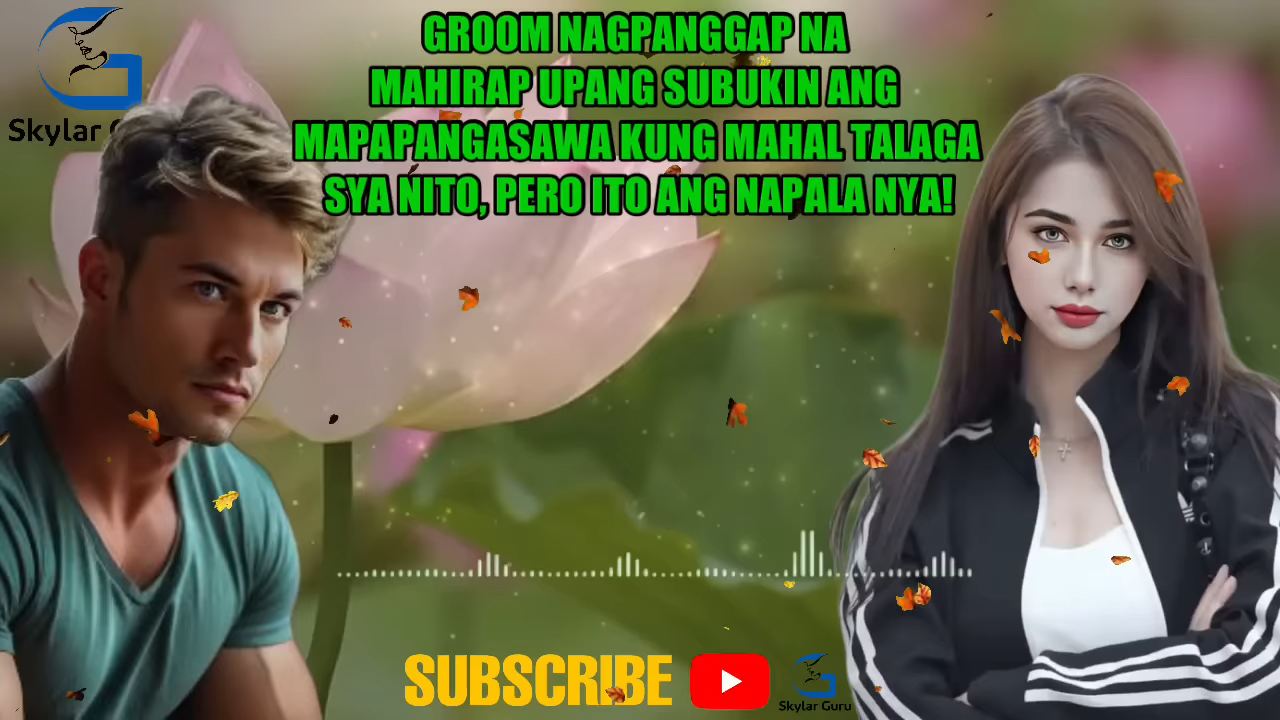 GROOM NAGPANGGAP NA
MAHIRAP UPANG SUBUKIN ANG
MAPAPANGASAWA KUNG MAHAL TALAGA
SYA NITO, PERO ITO ANG NAPALA NYA!
Skylar G
SUBSCRIBE
Skylar Guru